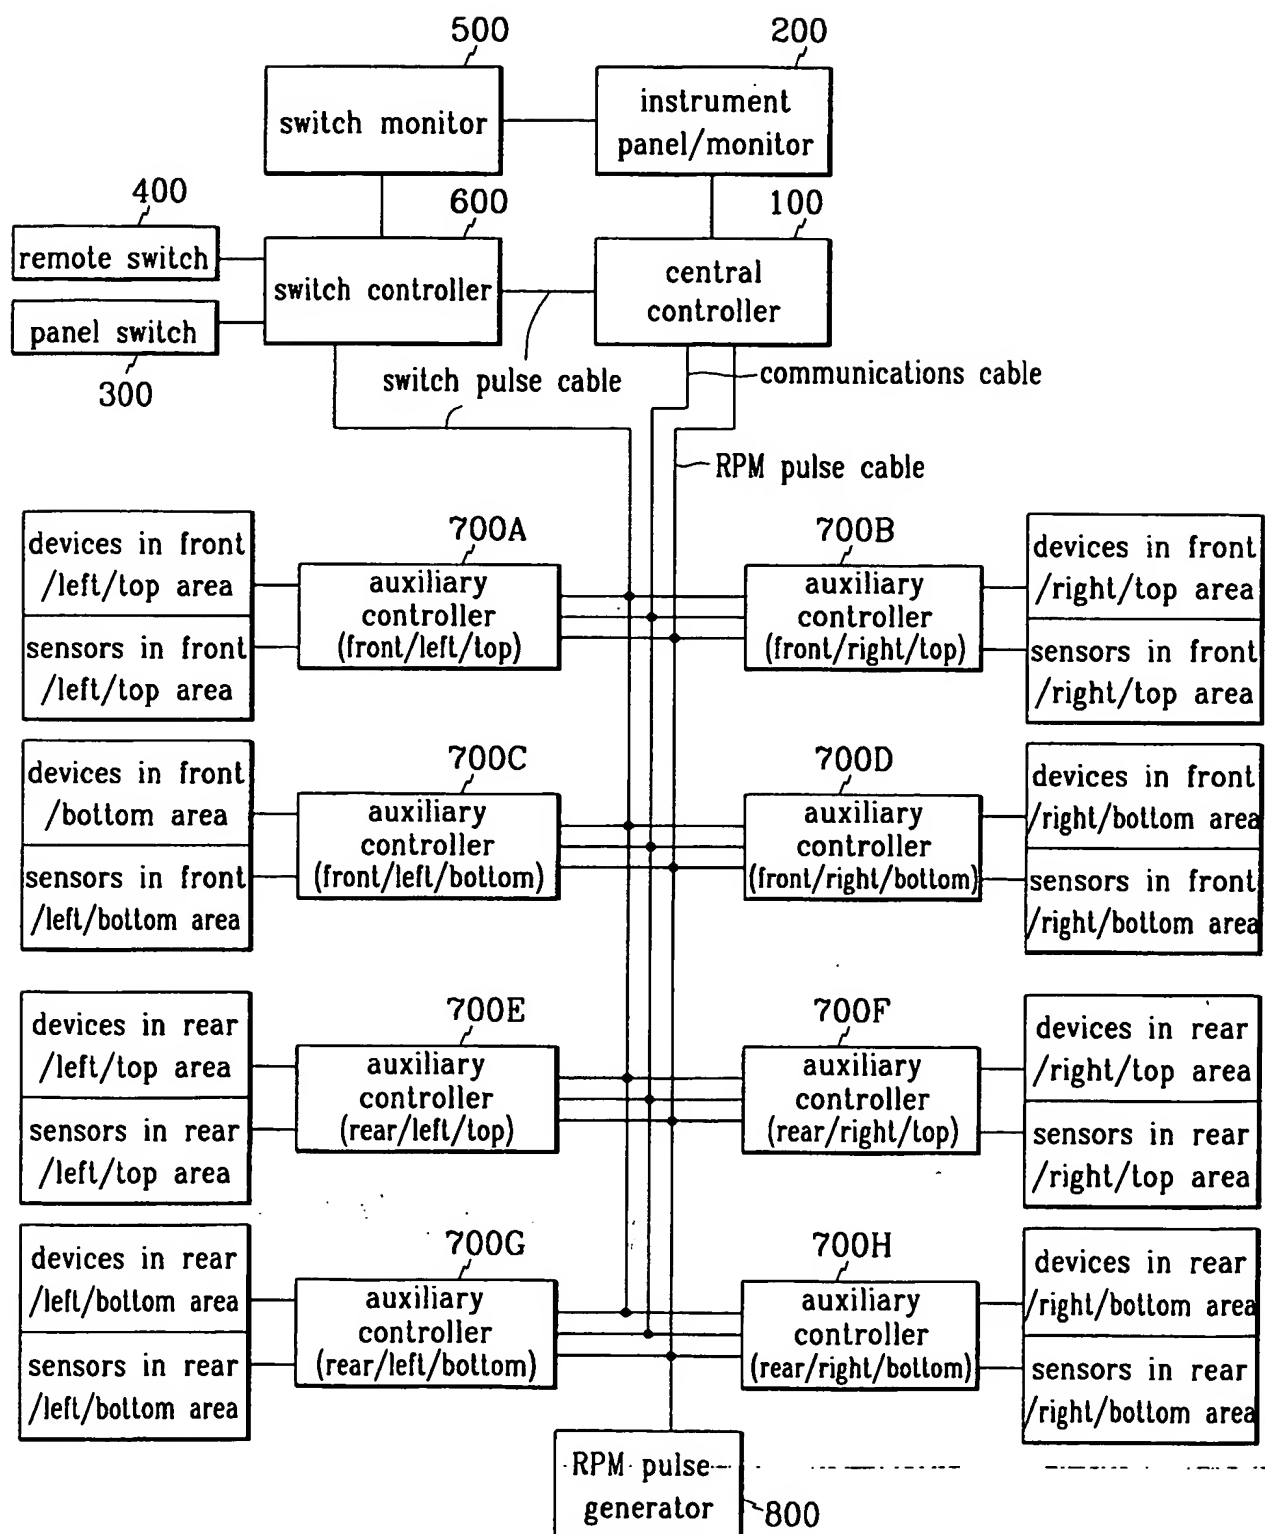 500
200
switch monitor
instrument
panel/monitor
400
600
100
remote switch
switch controller
central
controller
panel switch
300
switch pulse cable
communications cable
RPM pulse cable
700A
700B
devices in front
/left/top area
sensors in front
/left/top area
auxiliary
controller
(front/left/top)
auxiliary
controller
(front/right/top)
devices in front
/right/top area
sensors in front
/right/top area
700C
700D
devices in front
/bottom area
sensors in front
/left/bottom area
auxiliary
controller
(front/left/bottom)
auxiliary
controller
(front/right/bottom)
devices in front
/right/bottom area
sensors in front
/right/bottom area
700E
700F
devices in rear
/left/top area
sensors in rear
/left/top area
auxiliary
controller
(rear/left/top)
auxiliary
controller
(rear/right/top)
devices in rear
/right/top area
sensors in rear
/right/top area
700G
700H
devices in rear
/left/bottom area
sensors in rear
/left/bottom area
auxiliary
controller
(rear/left/bottom)
auxiliary
controller
(rear/right/bottom)
devices in rear
/right/bottom area
sensors in rear
/right/bottom area
RPM pulse
generator
800